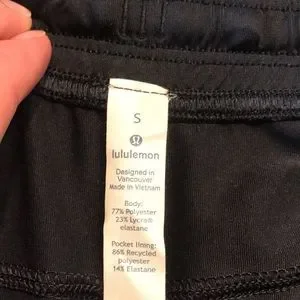 S
lululemon
Designed in
Vancouver
Made in Vietnam
Body:
77% Polyester
23% Lycra®
elastane
Pocket lining:
86% Recycled
polyester
14% Elastane